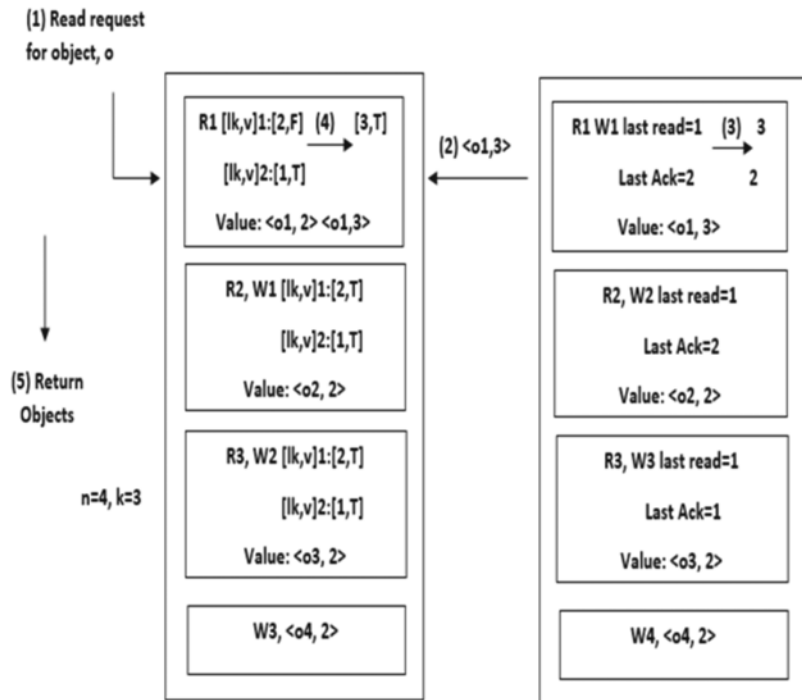 (1) Read request
for object, o
R1 [lk,v]1:[2,F] (4) [3,T]
[lk,v]2:[1,T]
Value: <o1, 2> <o1,3>
R2, W1 [lk,v]1:[2,T]
[lk,v]2:[1,T]
Value: <o2, 2>
R3, W2 [lk,v]1:[2,T]
[lk,v]2:[1,T]
Value: <o3, 2>
W3, <o4, 2>
(2) <o1,3>
R1 W1 last read=1 (3) 3
Last Ack=2 2
Value: <o1, 3>
R2, W2 last read=1
Last Ack=2
Value: <o2, 2>
R3, W3 last read=1
Last Ack=1
Value: <o3, 2>
W4, <o4, 2>
(5) Return
Objects
n=4, k=3